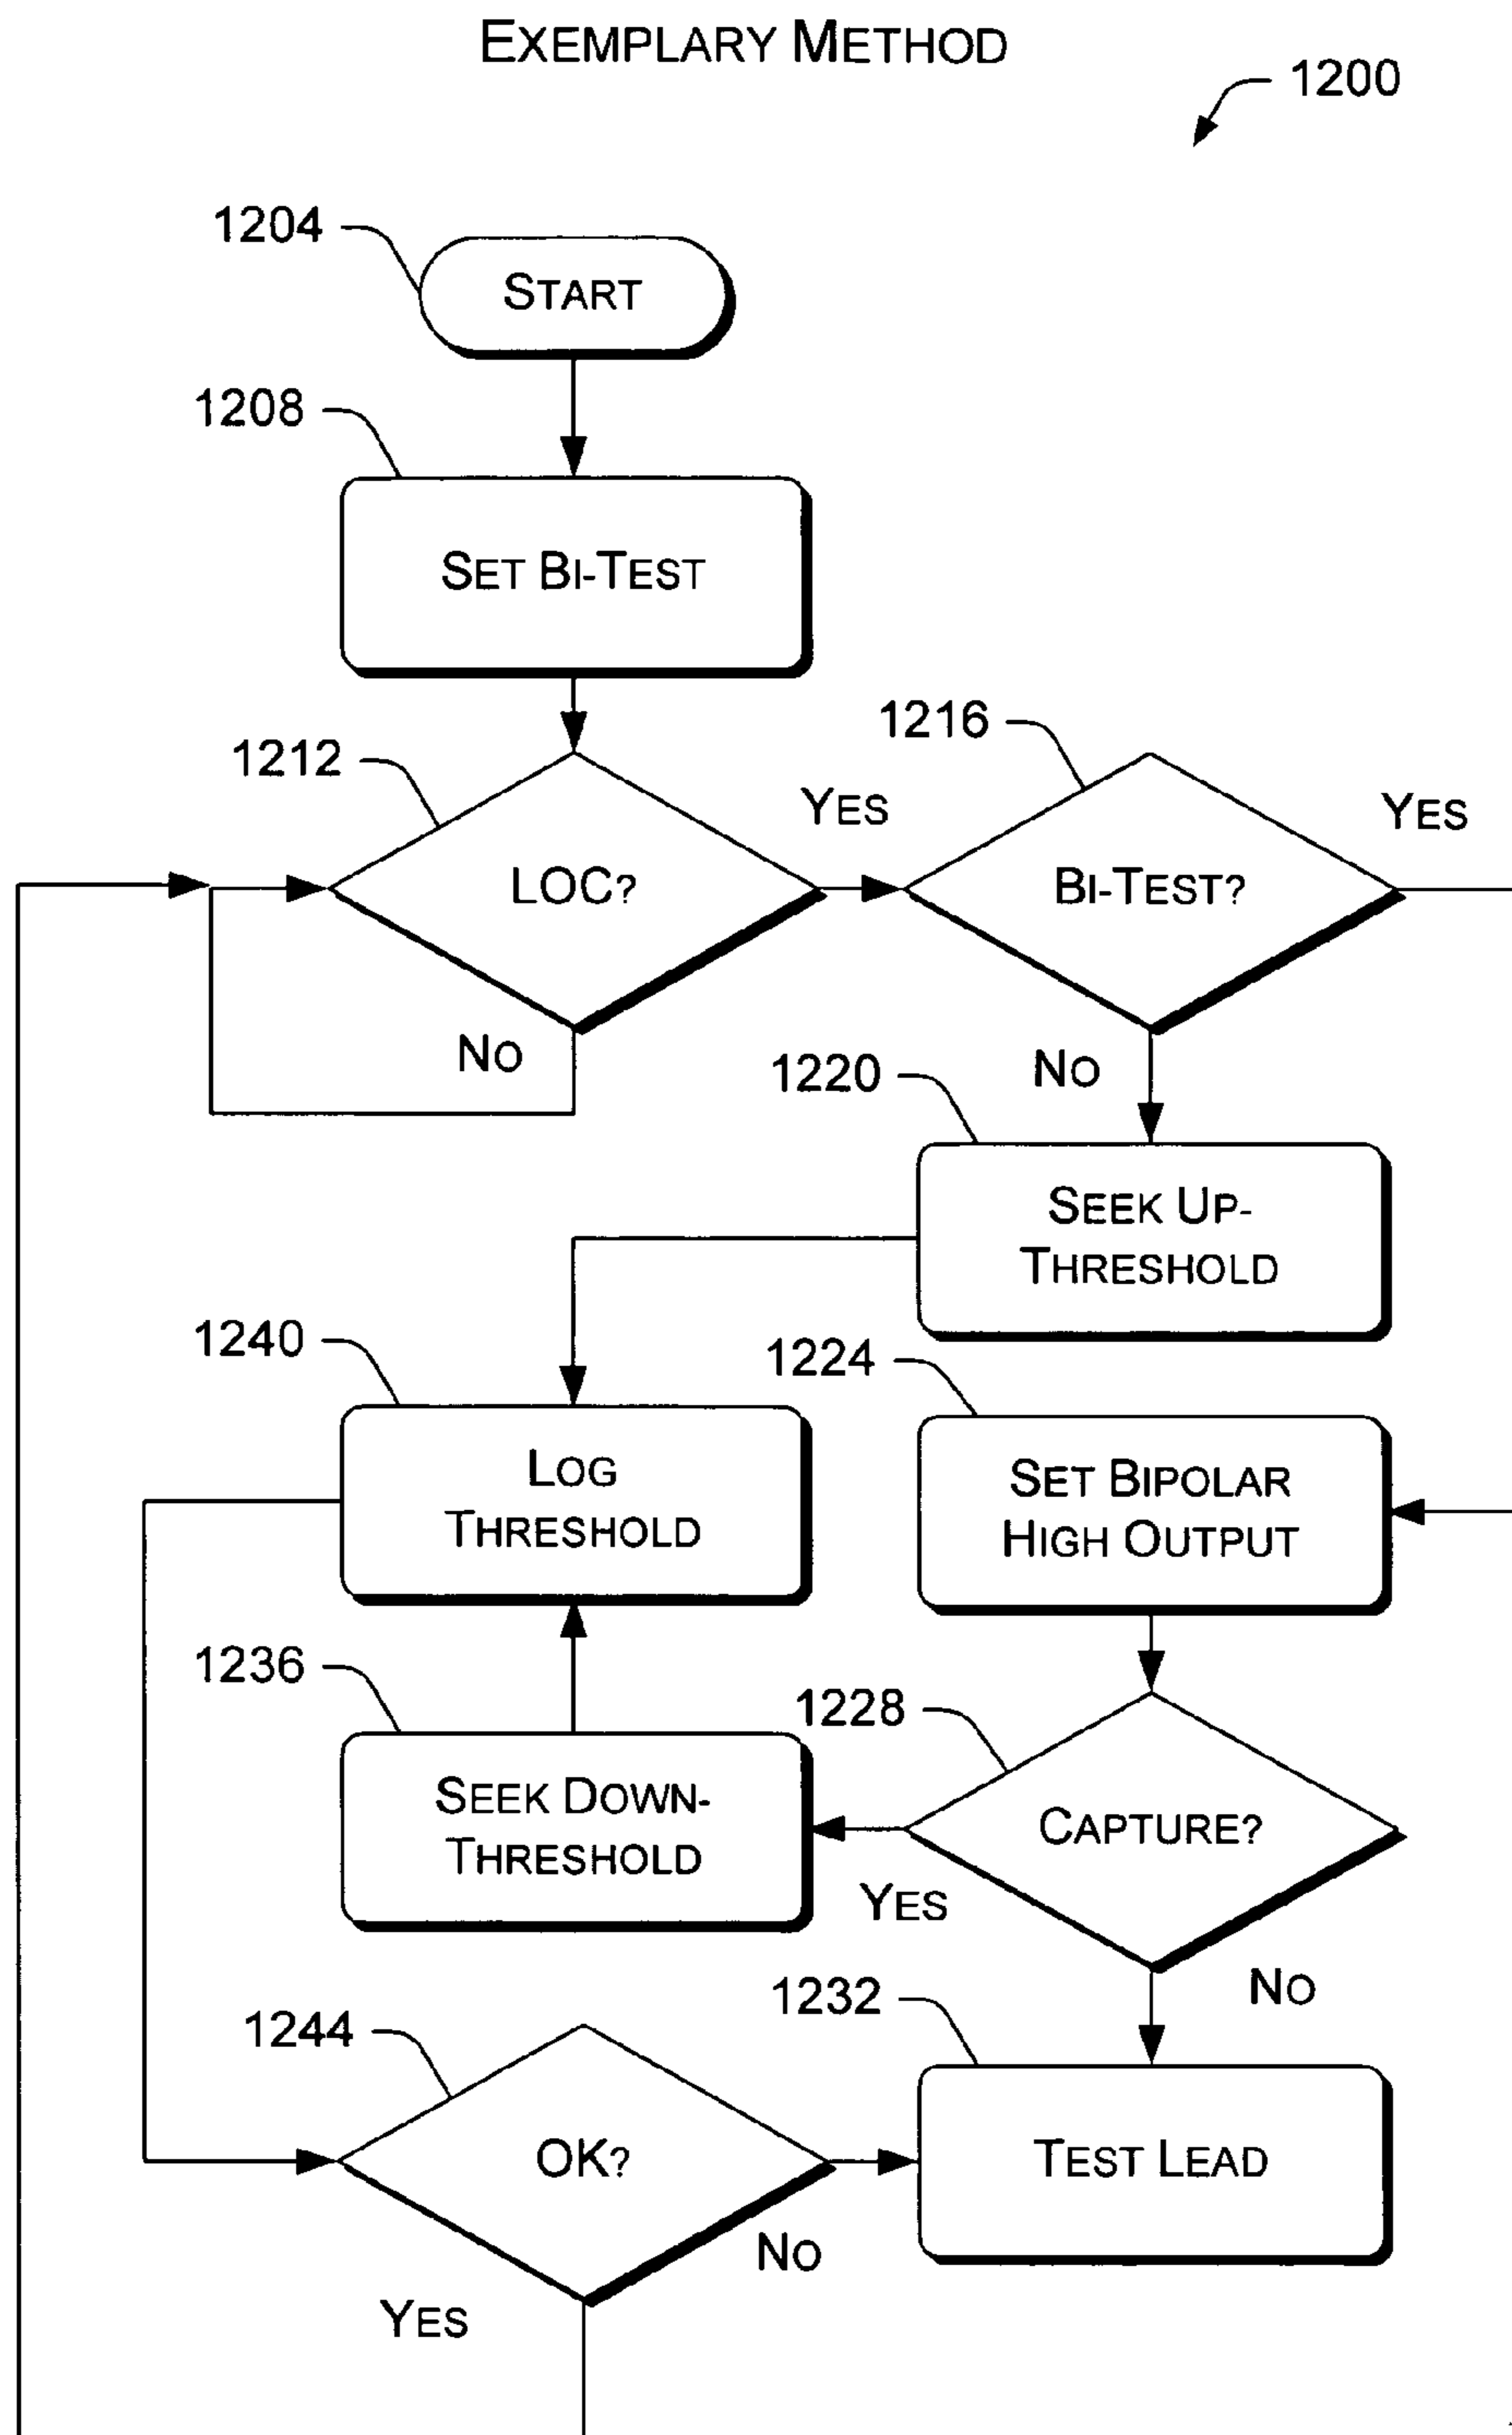 EXEMPLARY METHOD
1200
1204
START
1208
SET BI-TEST
1212
LOC?
YES
NO
1216
BI-TEST?
YES
NO
1220
SEEK UP-
THRESHOLD
1240
LOG
THRESHOLD
1224
SET BIPOLAR
HIGH OUTPUT
1236
SEEK DOWN-
THRESHOLD
1228
CAPTURE?
YES
NO
1244
OK?
NO
YES
1232
TEST LEAD